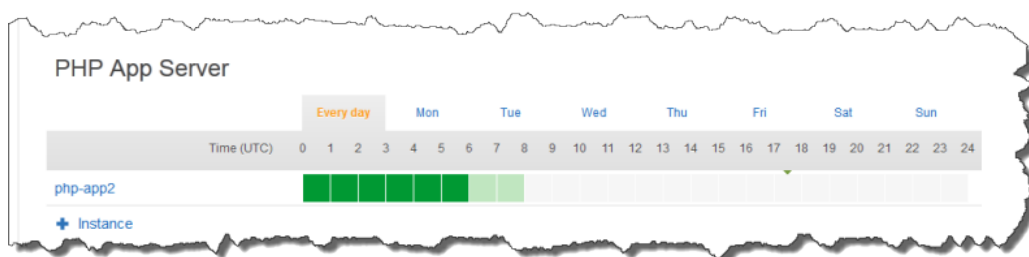 PHP App Server
Every day Mon Tue Wed Thu Fri Sat Sun
Time (UTC) 0 1 2 3 4 5 6 7 8 9 10 11 12 13 14 15 16 17 18 19 20 21 22 23 24
php-app2
Instance